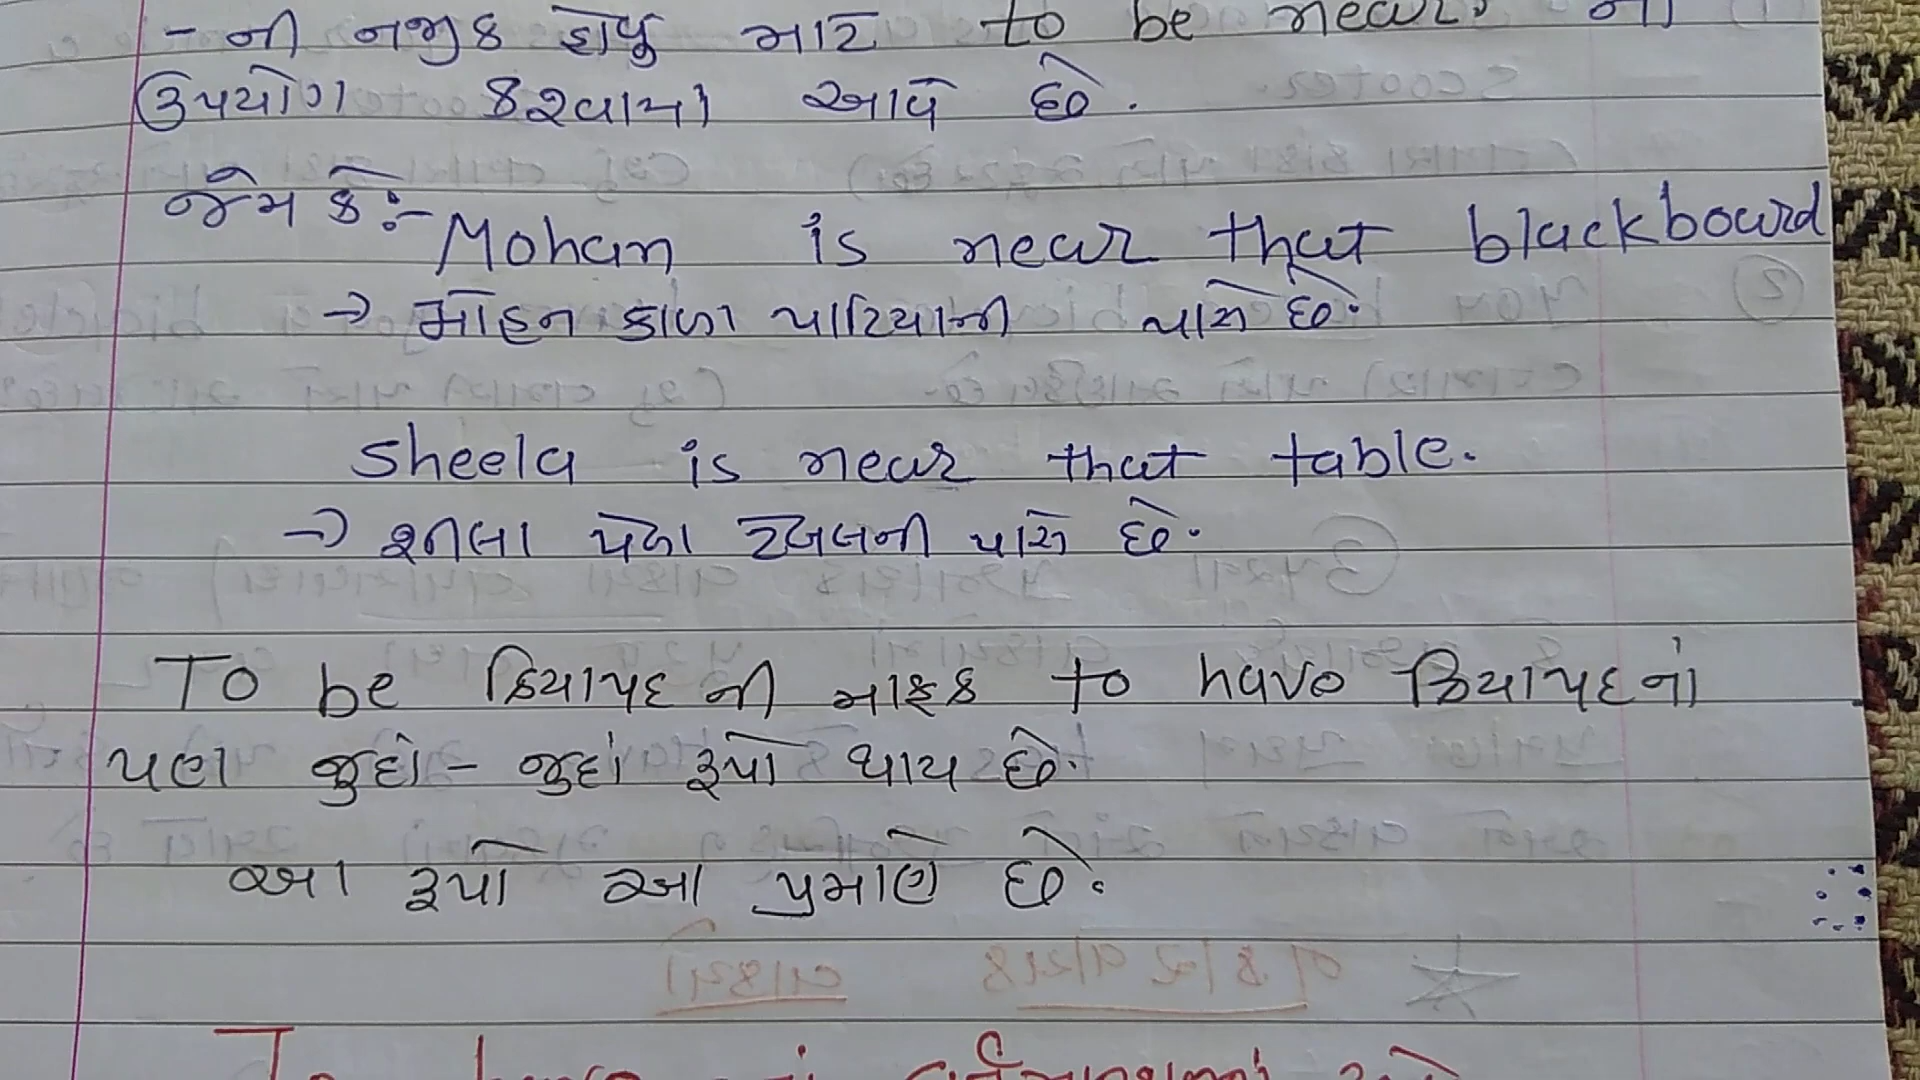 - ની નજીક હોવુ માટ to be near. ના
ઉપયોગ કરવામાં આવે છે.
જેમ કે:- Mohan is near that blackboard
→ મોહન કાળા પાટિયાની પાસે છે.
Sheela is near that table.
→ શીલા પેલા ટેબલની પાસે છે.
To be ક્રિયાપદ ની માફક to have ક્રિયાપદનાં
પણ જુદાં - જુદાં રૂપો થાય છે.
આ રૂપો આ પ્રમાણે છે.